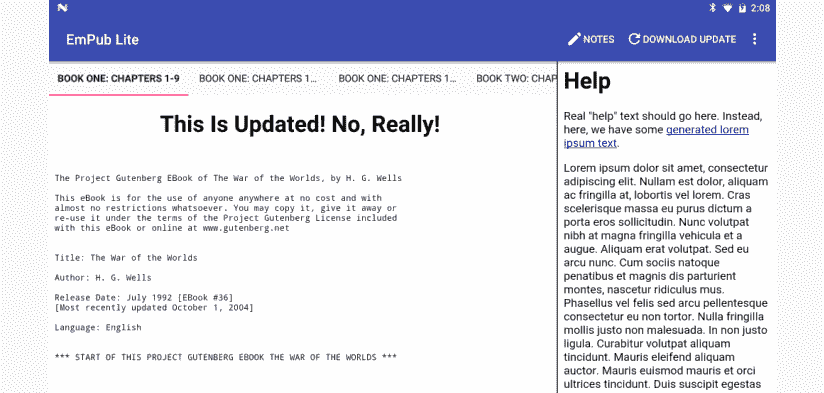 2:08
EmPub Lite
NOTES
DOWNLOAD UPDATE
BOOK ONE: CHAPTERS 1-9
BOOK ONE: CHAPTERS 1...
BOOK ONE: CHAPTERS 1...
BOOK TWO: CHAP
This Is Updated! No, Really!
The Project Gutenberg EBook of The War of the Worlds, by H. G. Wells
This eBook is for the use of anyone anywhere at no cost and with
almost no restrictions whatsoever. You may copy it, give it away or
re-use it under the terms of the Project Gutenberg License included
with this eBook or online at www.gutenberg.net
Title: The War of the Worlds
Author: H. G. Wells
Release Date: July 1992 [EBook #36]
[Most recently updated October 1, 2004]
Language: English
*** START OF THIS PROJECT GUTENBERG EBOOK THE WAR OF THE WORLDS ***
Help
Real "help" text should go here. Instead,
here, we have some generated lorem
ipsum text.
Lorem ipsum dolor sit amet, consectetur
adipiscing elit. Nullam est dolor, aliquam
ac fringilla at, lobortis vel lorem. Cras
scelerisque massa eu purus dictum a
porta eros sollicitudin. Nunc volutpat
nibh at magna fringilla vehicula et a
augue. Aliquam erat volutpat. Sed eu
arcu nunc. Cum sociis natoque
penatibus et magnis dis parturient
montes, nascetur ridiculus mus.
Phasellus vel felis sed arcu pellentesque
consectetur eu non tortor. Nulla fringilla
mollis justo non malesuada. In non justo
ligula. Curabitur volutpat aliquam
tincidunt. Mauris eleifend aliquam
auctor. Mauris euismod mauris et orci
ultrices tincidunt. Duis suscipit egestas